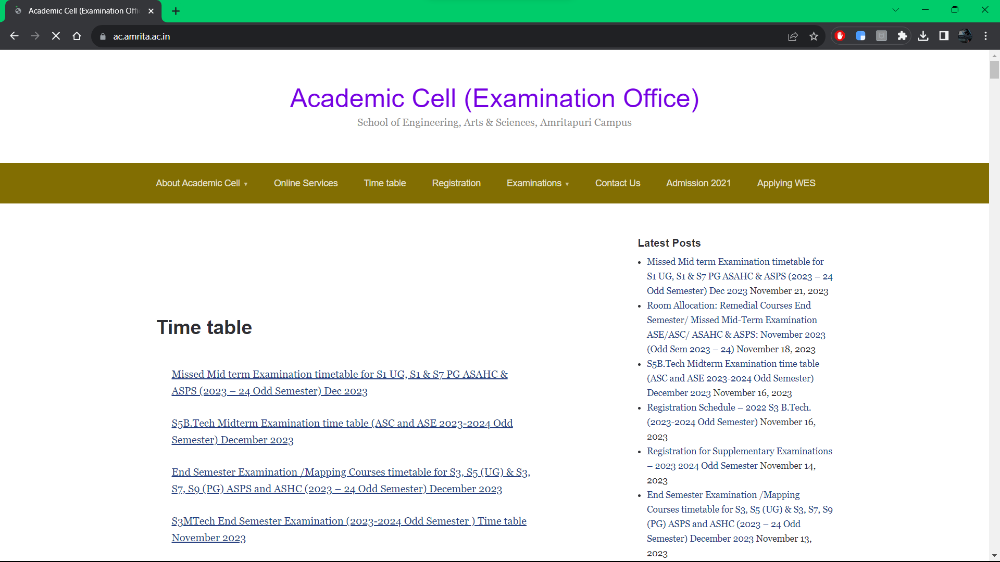 Academic Cell (Examination Offi
ac.amrita.ac.in
Academic Cell (Examination Office)
School of Engineering, Arts & Sciences, Amritapuri Campus
About Academic Cell ▾ Online Services Time table Registration Examinations ▾ Contact Us Admission 2021 Applying WES
Time table
Missed Mid term Examination timetable for S1 UG, S1 & S7 PG ASAHC &
ASPS (2023 – 24 Odd Semester) Dec 2023
S5B.Tech Midterm Examination time table (ASC and ASE 2023-2024 Odd
Semester) December 2023
End Semester Examination /Mapping Courses timetable for S3, S5 (UG) & S3,
S7, S9 (PG) ASPS and ASHC (2023 – 24 Odd Semester) December 2023
S3MTech End Semester Examination (2023-2024 Odd Semester ) Time table
November 2023
Latest Posts
• Missed Mid term Examination timetable for
S1 UG, S1 & S7 PG ASAHC & ASPS (2023 – 24
Odd Semester) Dec 2023 November 21, 2023
• Room Allocation: Remedial Courses End
Semester/ Missed Mid-Term Examination
ASE/ASC/ ASAHC & ASPS: November 2023
(Odd Sem 2023 – 24) November 18, 2023
• S5B.Tech Midterm Examination time table
(ASC and ASE 2023-2024 Odd Semester)
December 2023 November 16, 2023
• Registration Schedule – 2022 S3 B.Tech.
(2023-2024 Odd Semester) November 16,
2023
• Registration for Supplementary Examinations
– 2023 2024 Odd Semester November 14,
2023
• End Semester Examination /Mapping
Courses timetable for S3, S5 (UG) & S3, S7, S9
(PG) ASPS and ASHC (2023 – 24 Odd
Semester) December 2023 November 13,
2023